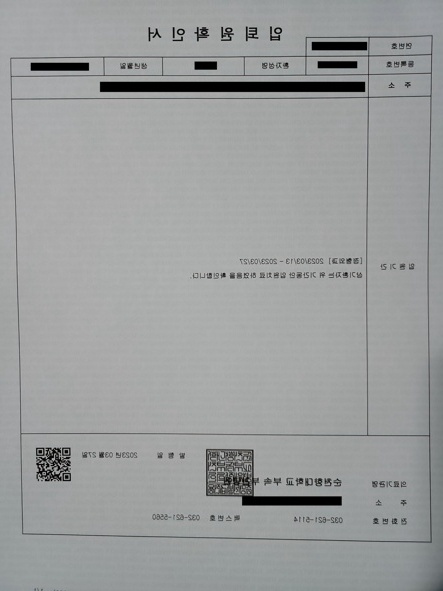 입 퇴 원 확 인 서
연번호
등록번호 환자성명 생년월일
주 소
입 원 기 간
[정형외과] 2023/03/13 ~ 2023/03/27
상기환자는 위 기간동안 입원치료 하였음을 확인합니다.
발 행 일 2023년 03월 27일
의료기관명 순천향대학교 부속 부천병원
주 소
전 화 번 호 032-621-5114 팩 스 번 호 032-621-5560